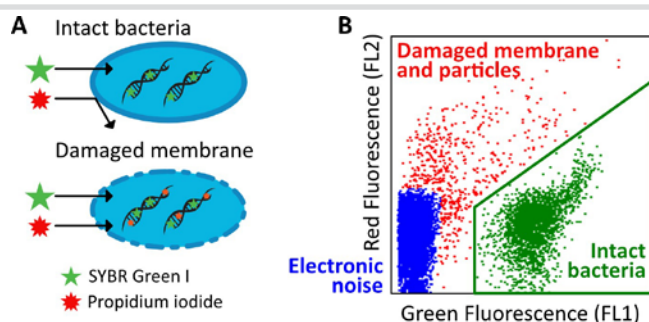 A
Intact bacteria
Damaged membrane
SYBR Green I
Propidium iodide
B
Red Fluorescence (FL2)
Damaged membrane
and particles
Electronic
noise
Intact
bacteria
Green Fluorescence (FL1)